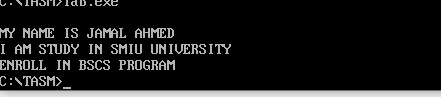 C:\TASM>lab.exe
MY NAME IS JAMAL AHMED
I AM STUDY IN SMIU UNIVERSITY
ENROLL IN BSCS PROGRAM
C:\TASM>_